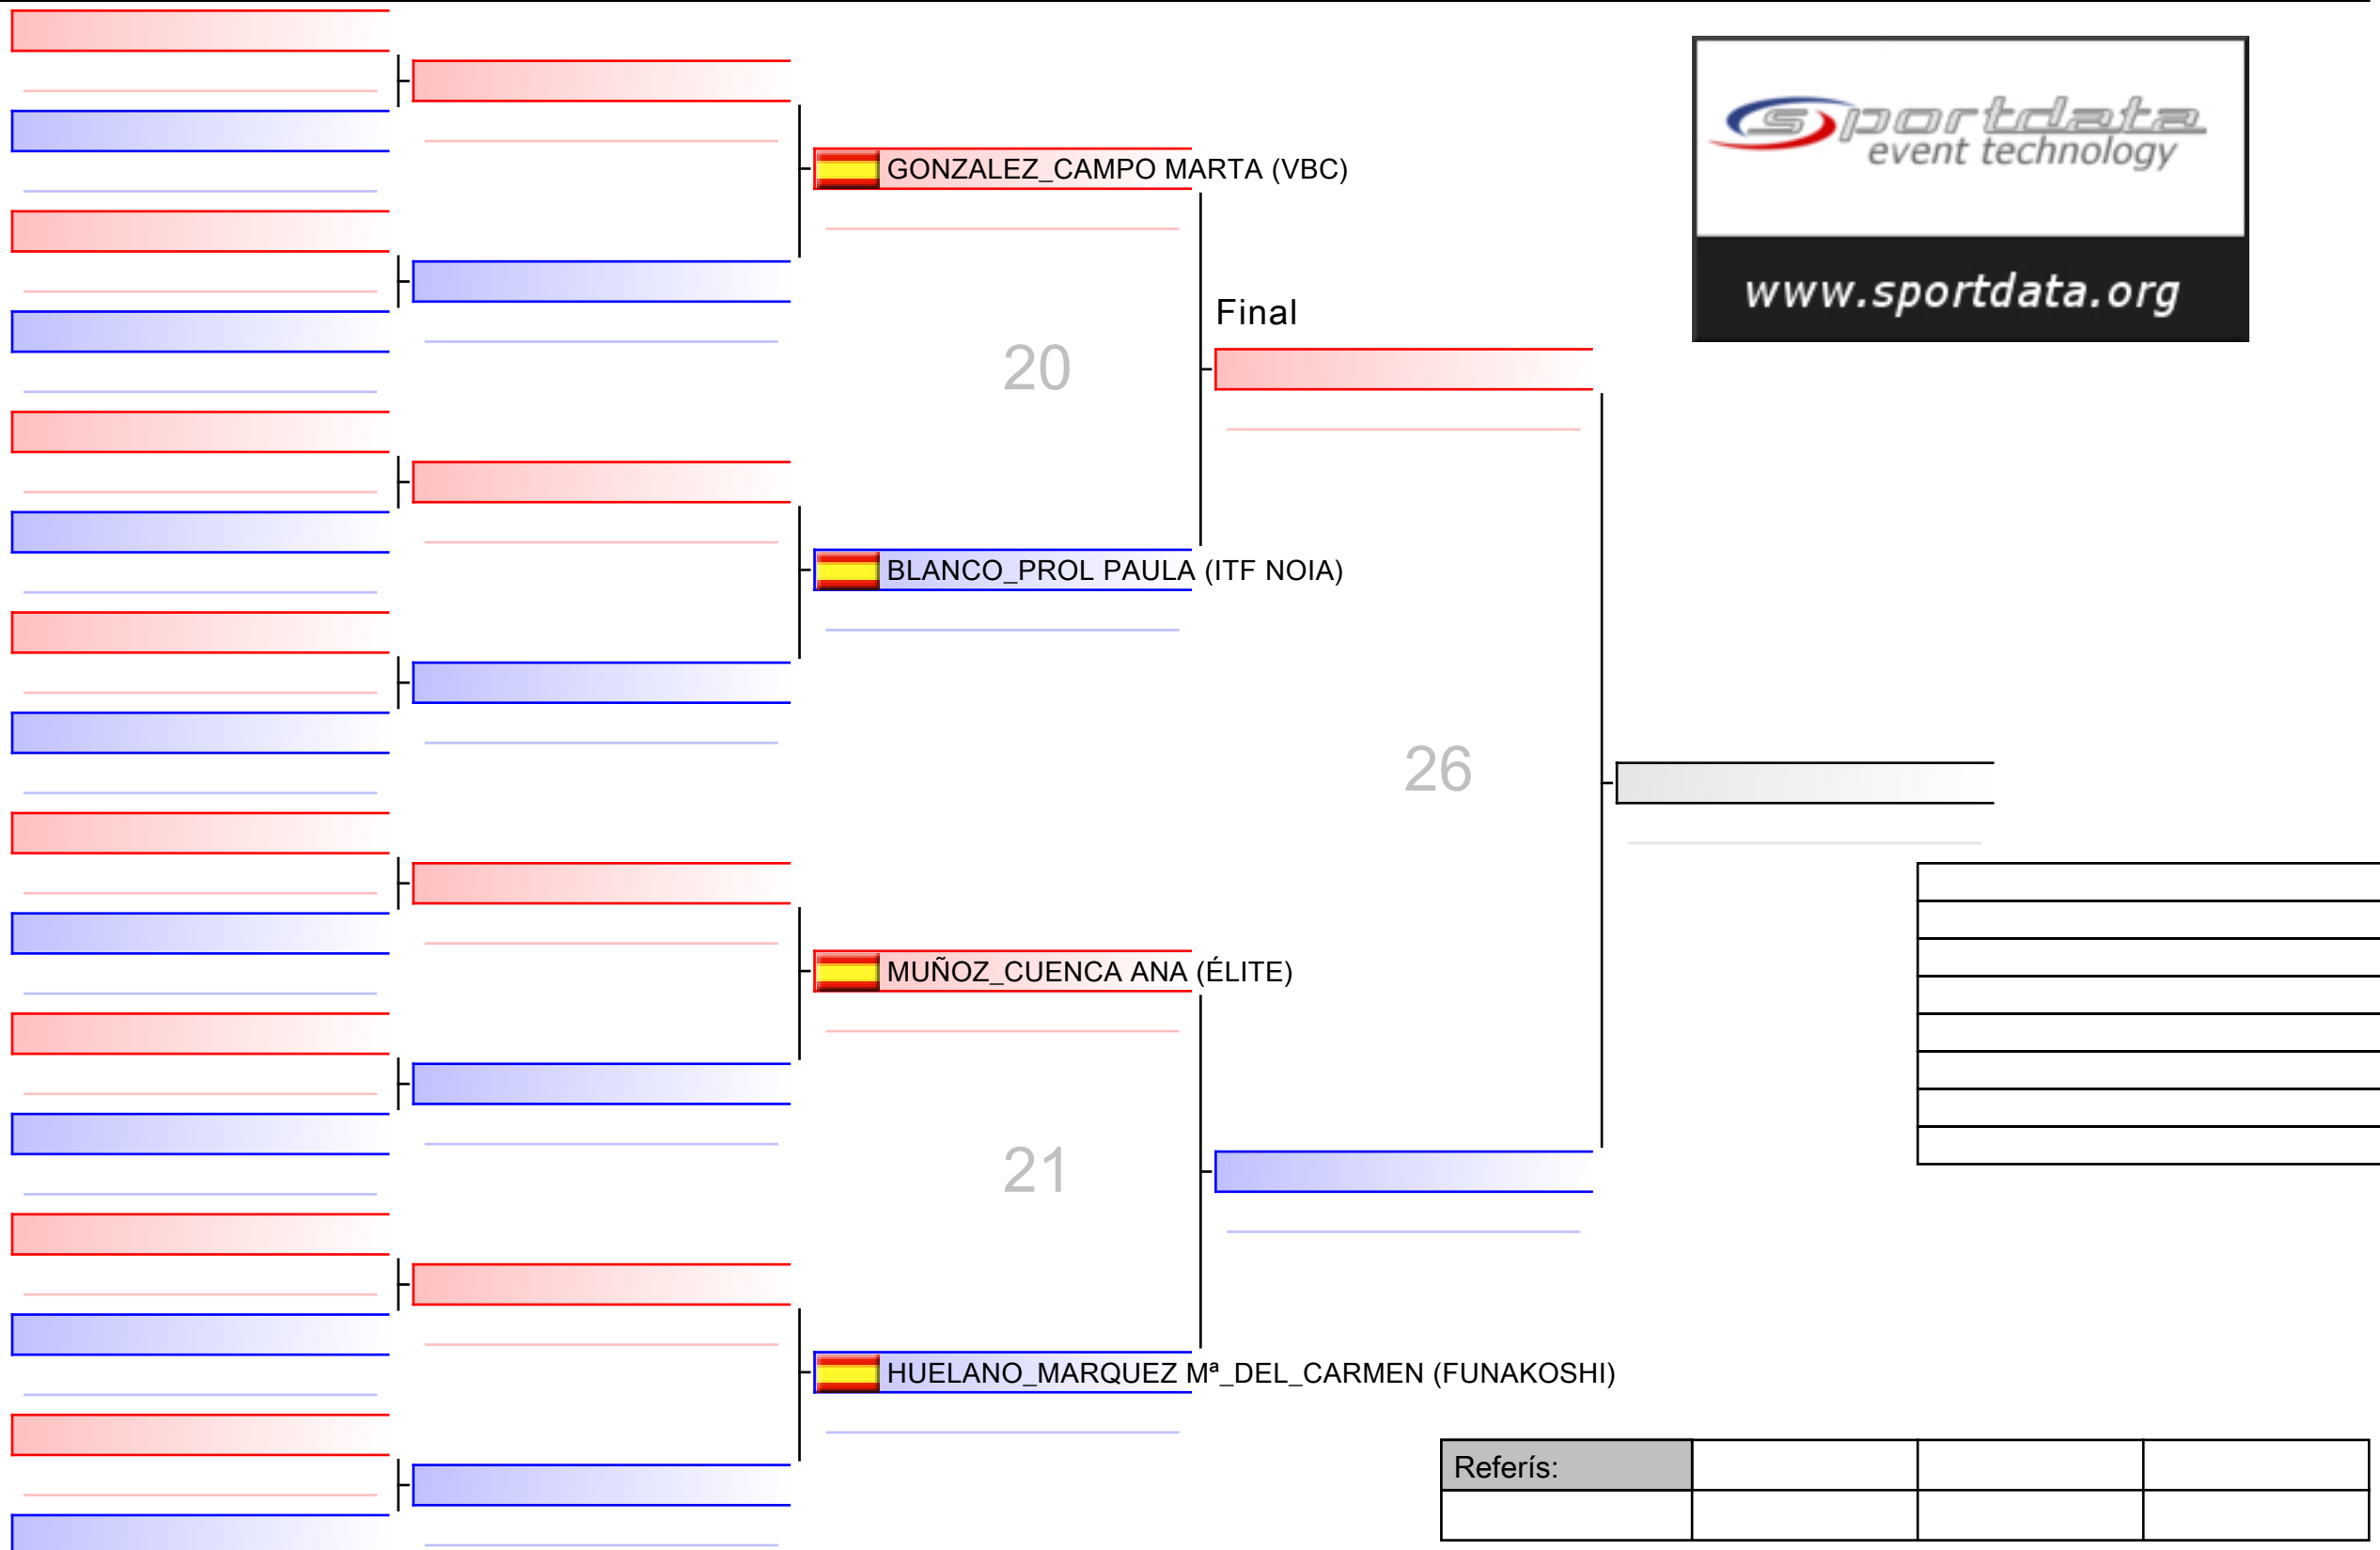 sportdata
event technology
www.sportdata.org
GONZALEZ_CAMPO MARTA (VBC)
Final
20
BLANCO_PROL PAULA (ITF NOIA)
26
MUÑOZ_CUENCA ANA (ÉLITE)
21
HUELANO_MARQUEZ Mª_DEL_CARMEN (FUNAKOSHI)
Referís: